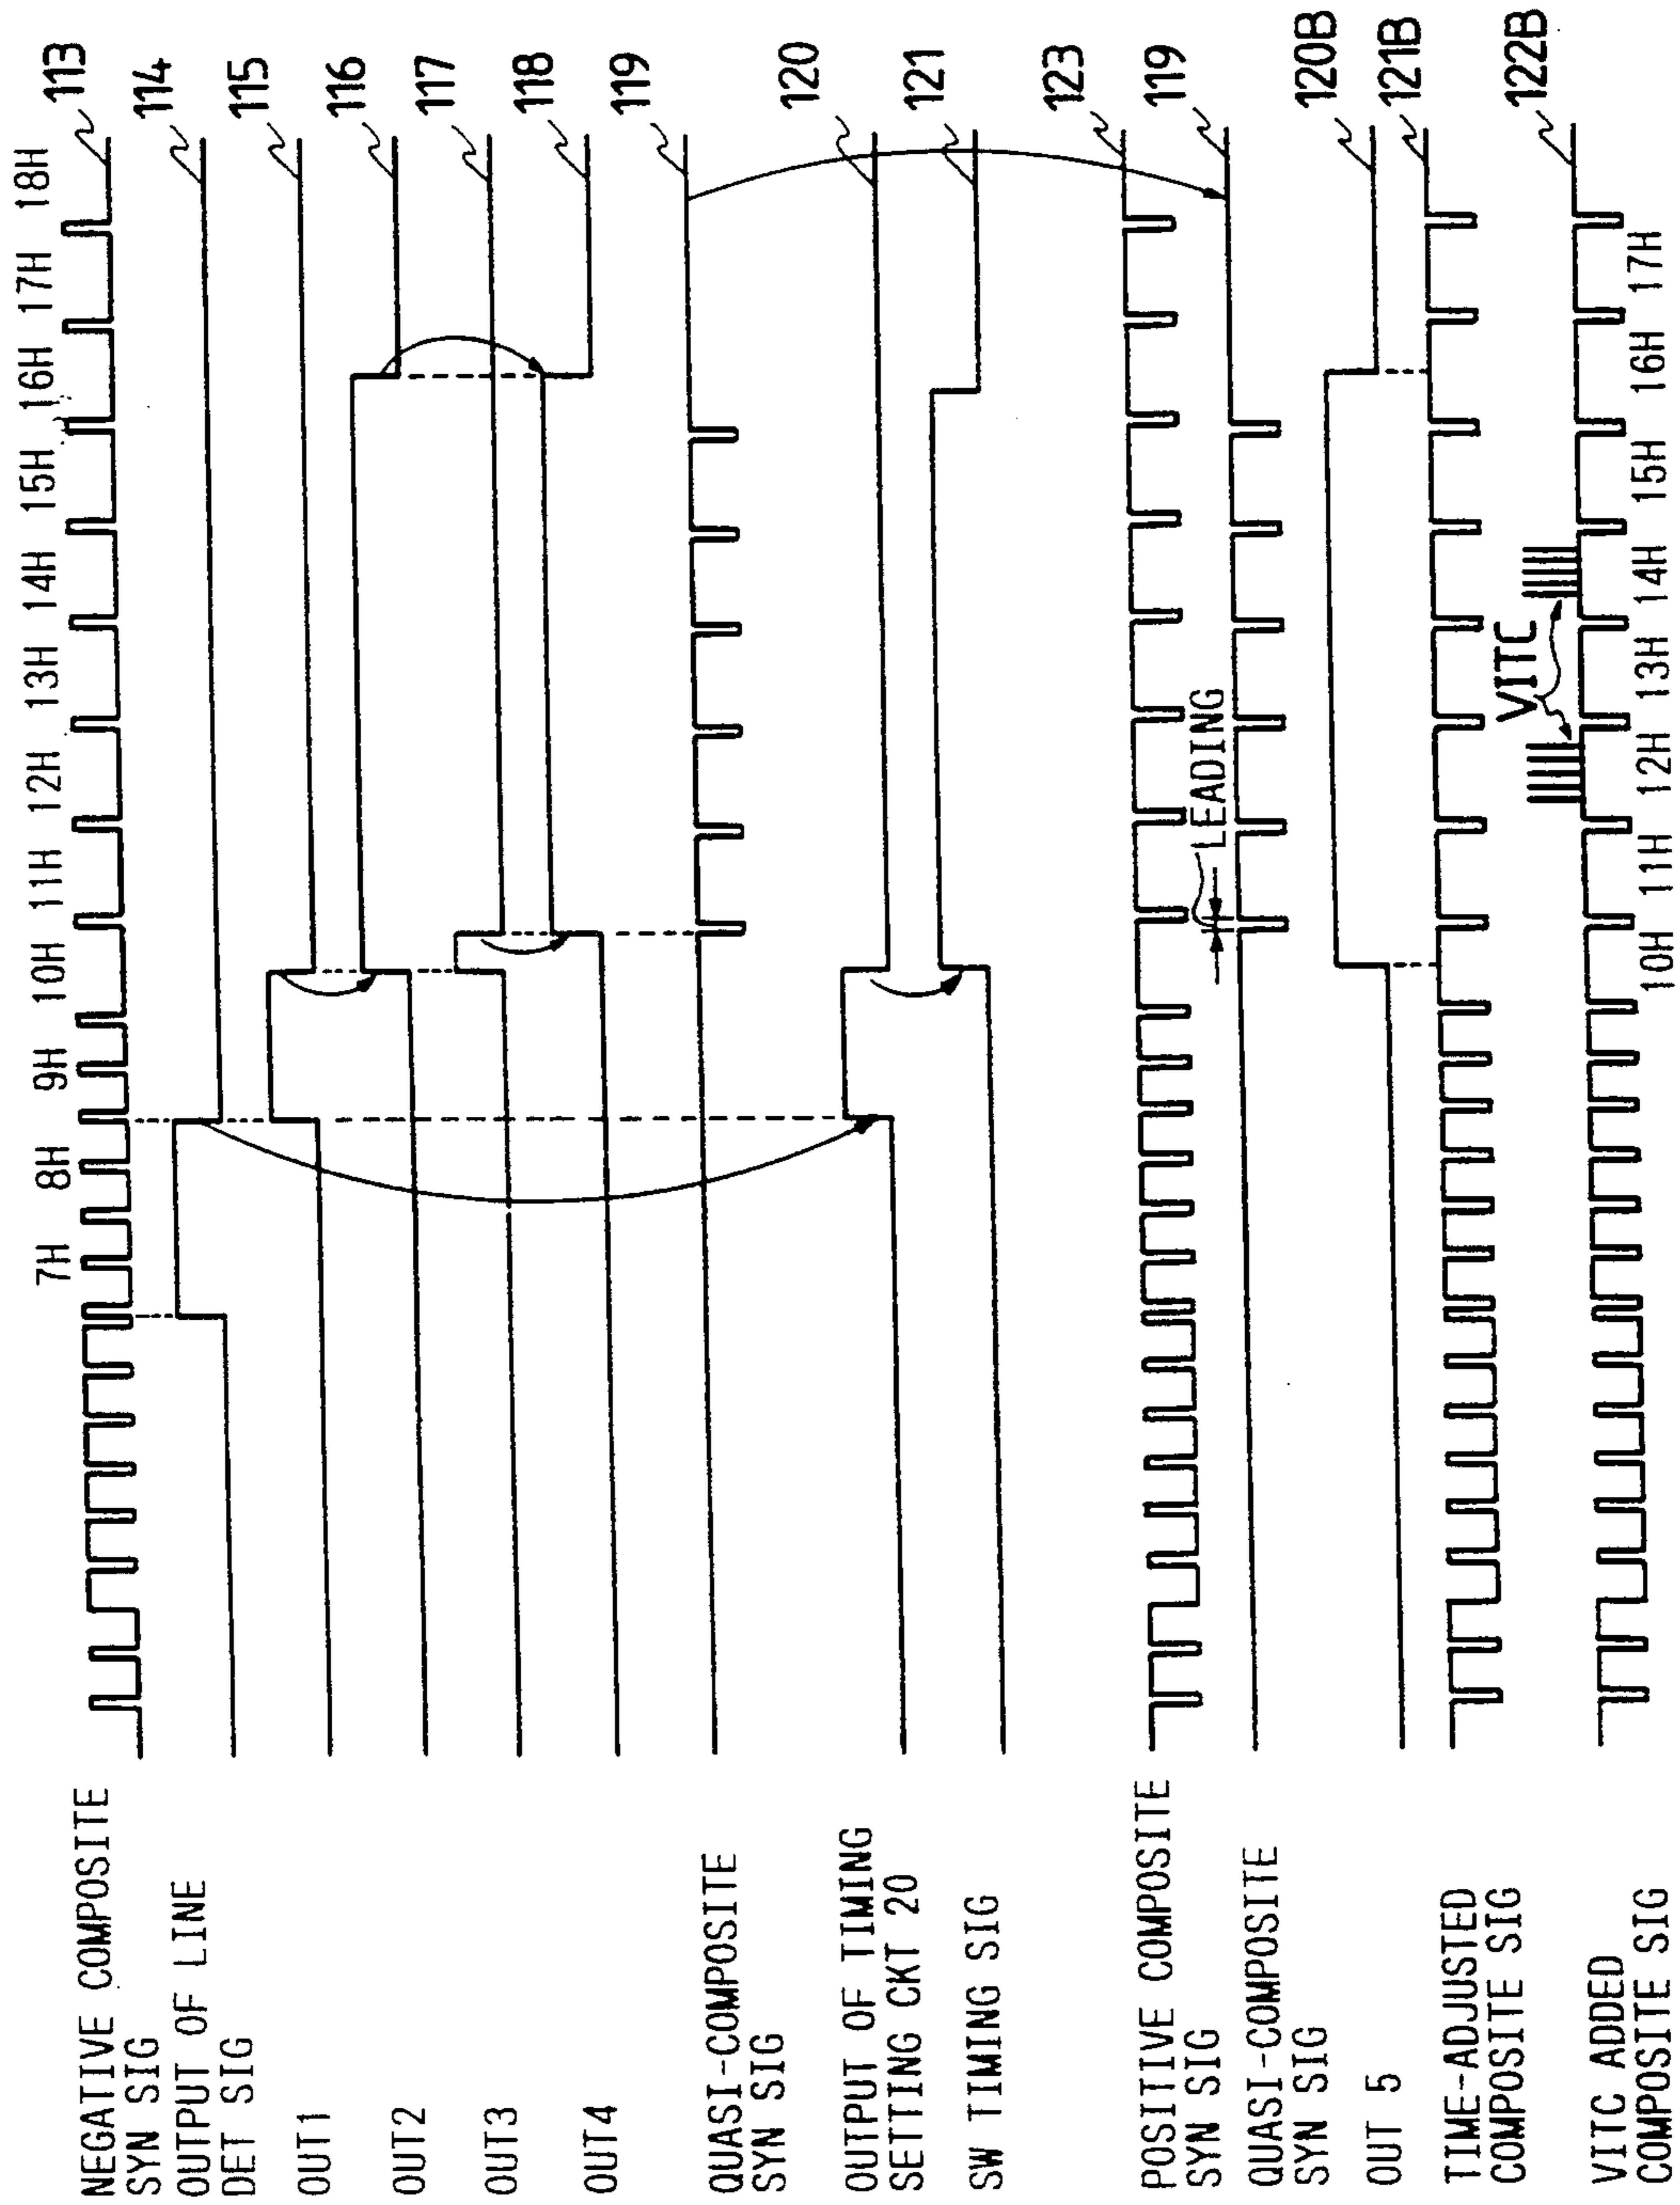 7H 8H 9H 10H 11H 12H 13H 14H 15H 16H 17H 18H
NEGATIVE COMPOSITE
SYN SIG
113
OUTPUT OF LINE
DET SIG
114
OUT1
115
OUT2
116
OUT3
117
OUT4
118
QUASI-COMPOSITE
SYN SIG
119
OUTPUT OF TIMING
SETTING CKT 20
120
SW TIMING SIG
121
POSITIVE COMPOSITE
SYN SIG
123
LEADING
QUASI-COMPOSITE
SYN SIG
119
OUT 5
120B
TIME-ADJUSTED
COMPOSITE SIG
121B
VITC
VITC ADDED
COMPOSITE SIG
122B
10H 11H 12H 13H 14H 15H 16H 17H